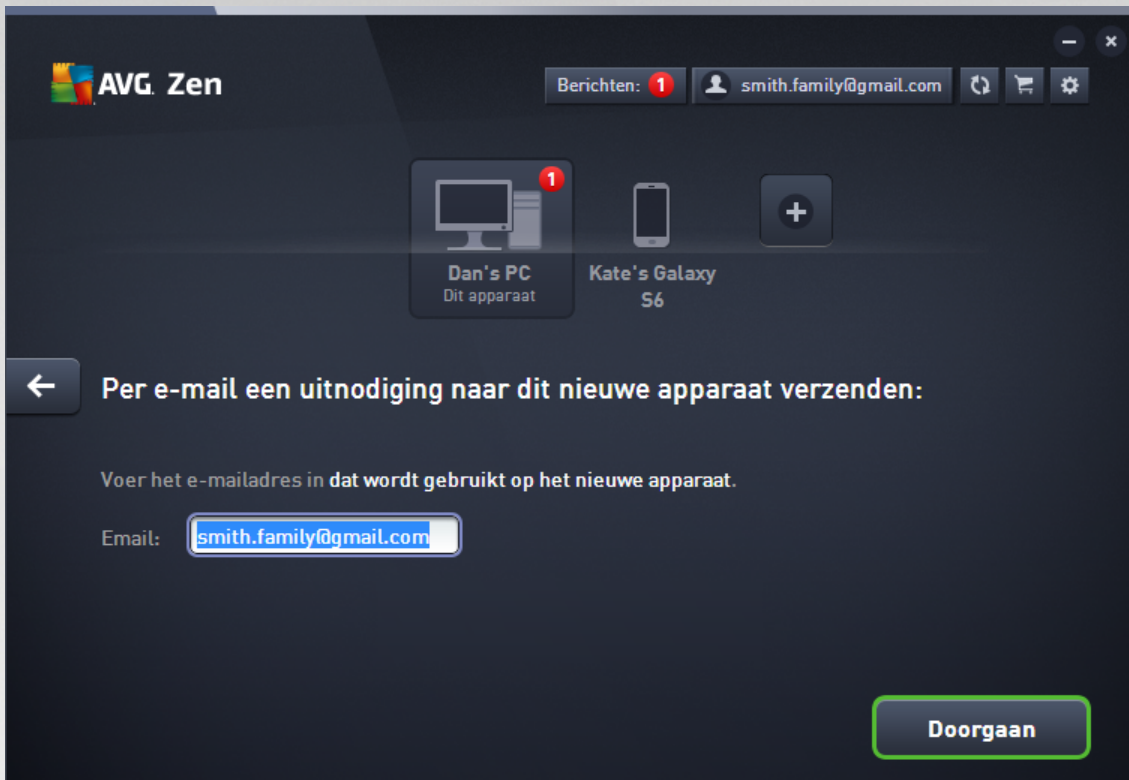 AVG. Zen
Berichten: 1
smith.family@gmail.com
1
Dan's PC
Dit apparaat
Kate's Galaxy
S6
Per e-mail een uitnodiging naar dit nieuwe apparaat verzenden:
Voer het e-mailadres in dat wordt gebruikt op het nieuwe apparaat.
Email: smith.family@gmail.com
Doorgaan